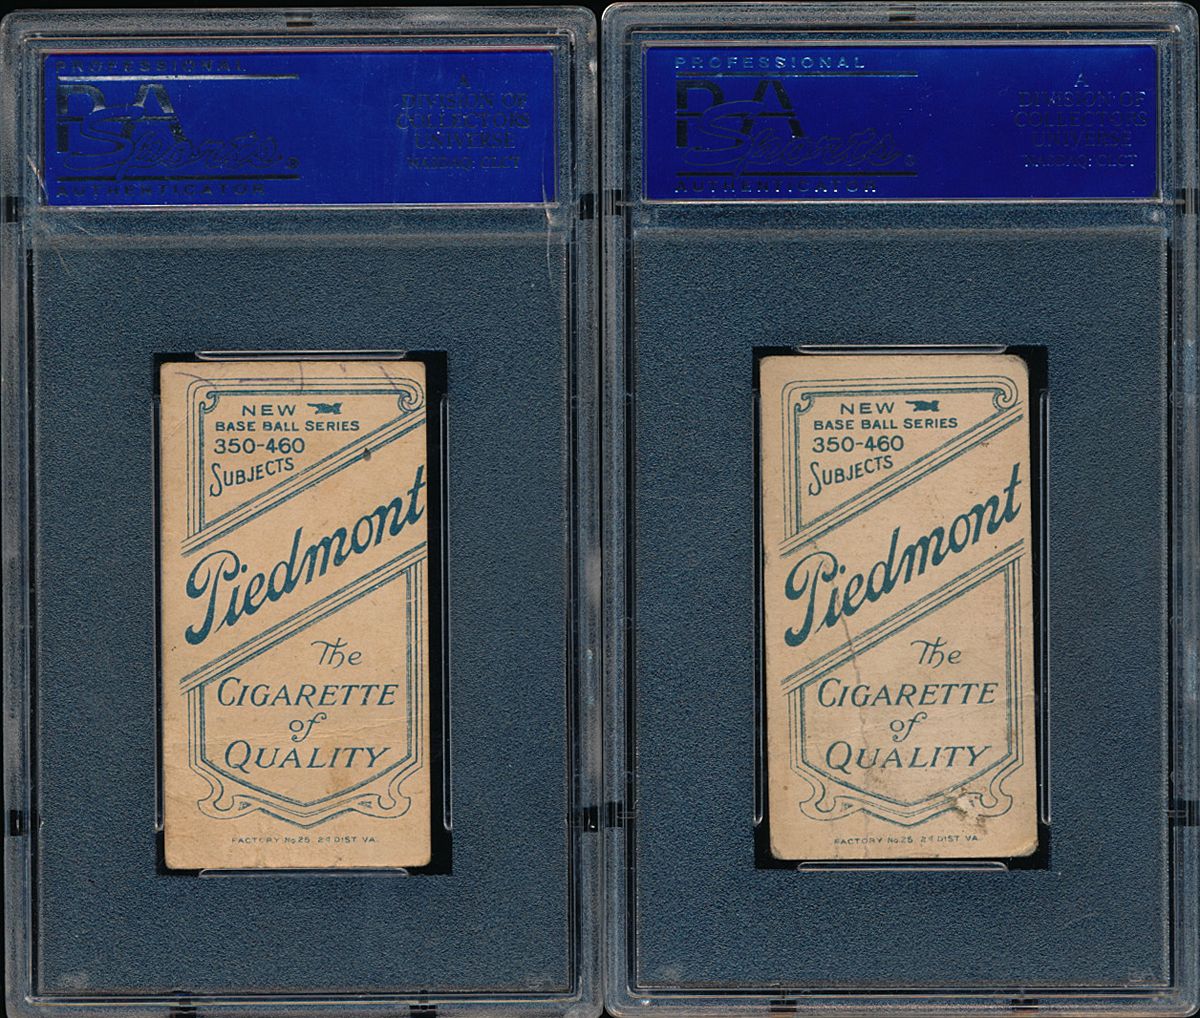 PROFESSIONAL
PSA
Sports
AUTHENTICATOR
A
DIVISION OF
COLLECTORS
UNIVERSE
NASDAQ: CLCT
NEW
BASE BALL SERIES
350-460
SUBJECTS
Piedmont
The
CIGARETTE
of
QUALITY
FACTORY No 25. 2d DIST. VA.
PROFESSIONAL
PSA
Sports
AUTHENTICATOR
A
DIVISION OF
COLLECTORS
UNIVERSE
NASDAQ: CLCT
NEW
BASE BALL SERIES
350-460
SUBJECTS
Piedmont
The
CIGARETTE
of
QUALITY
FACTORY No 25. 2d DIST. VA.